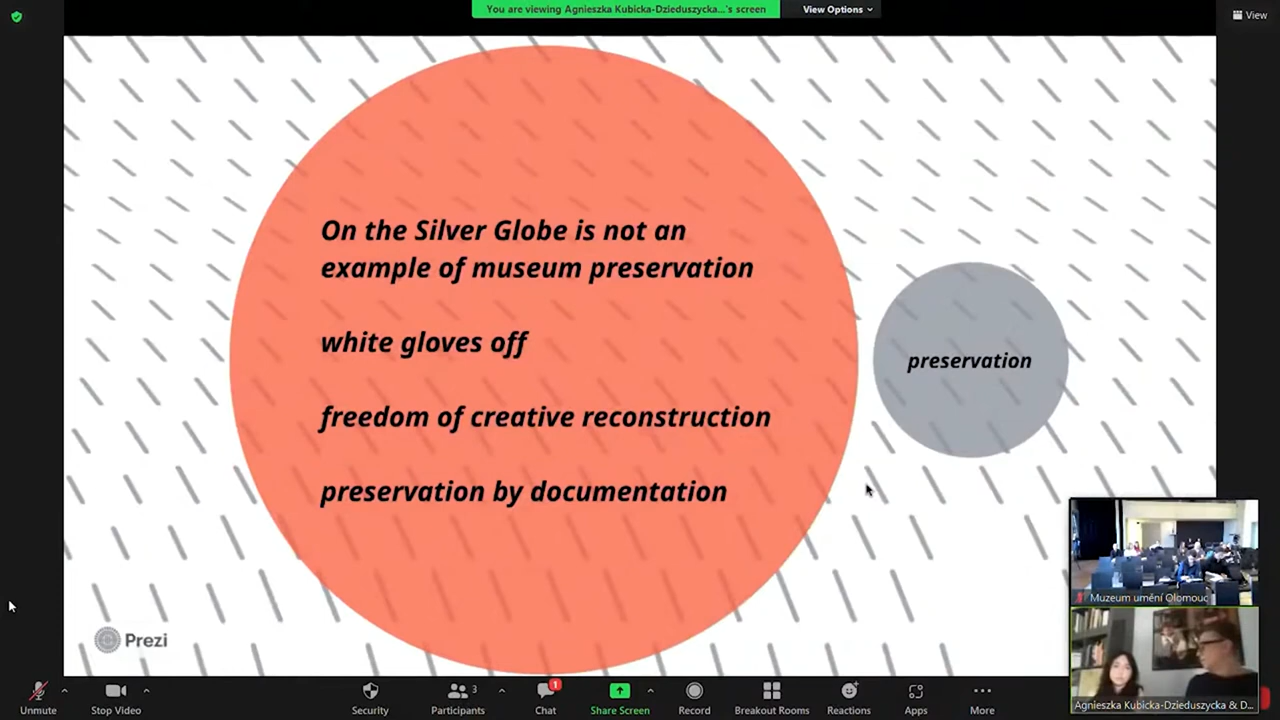 You are viewing Agnieszka Kubicka-Dzieduszycka...'s screen
View Options
View
On the Silver Globe is not an
example of museum preservation
white gloves off
freedom of creative reconstruction
preservation by documentation
preservation
Prezi
Muzeum umění Olomouc
Agnieszka Kubicka-Dzieduszycka & D...
Unmute
Stop Video
Security
Participants
3
Chat
1
Share Screen
Record
Breakout Rooms
Reactions
Apps
More